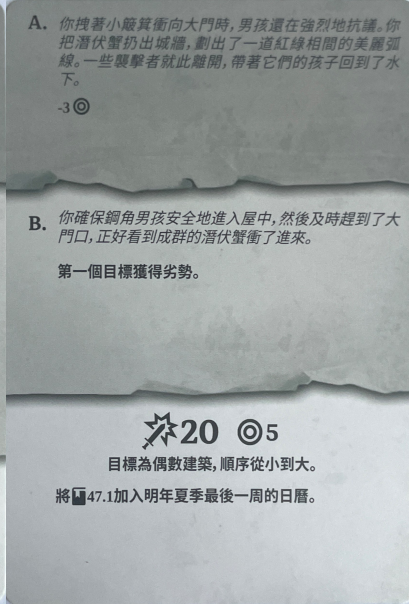 A. 你拽著小簸箕衝向大門時，男孩還在強烈地抗議。你
把潛伏蟹扔出城牆，劃出了一道紅綠相間的美麗弧
線。一些襲擊者就此離開，帶著它們的孩子回到了水
下。
-3
B. 你確保鋼角男孩安全地進入屋中，然後及時趕到了大
門口，正好看到成群的潛伏蟹衝了進來。
第一個目標獲得劣勢。
20 5
目標為偶數建築，順序從小到大。
將47.1加入明年夏季最後一周的日曆。